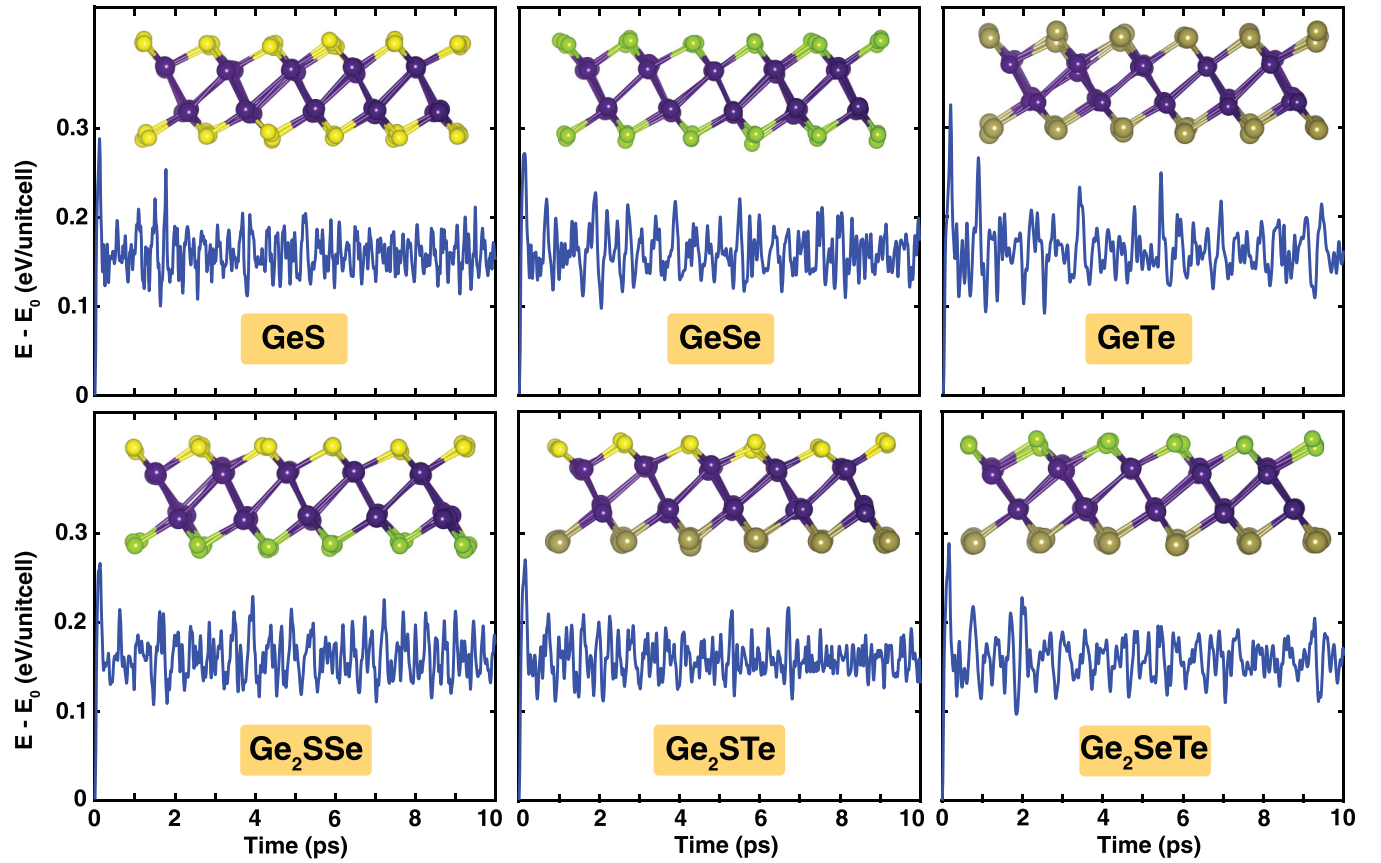 E - E₀ (eV/unitcell)
0.3
0.2
0.1
0
GeS
GeSe
GeTe
E - E₀ (eV/unitcell)
0.3
0.2
0.1
0
Ge₂SSe
Ge₂STe
Ge₂SeTe
0 2 4 6 8 10
0 2 4 6 8 10
0 2 4 6 8 10
Time (ps)
Time (ps)
Time (ps)